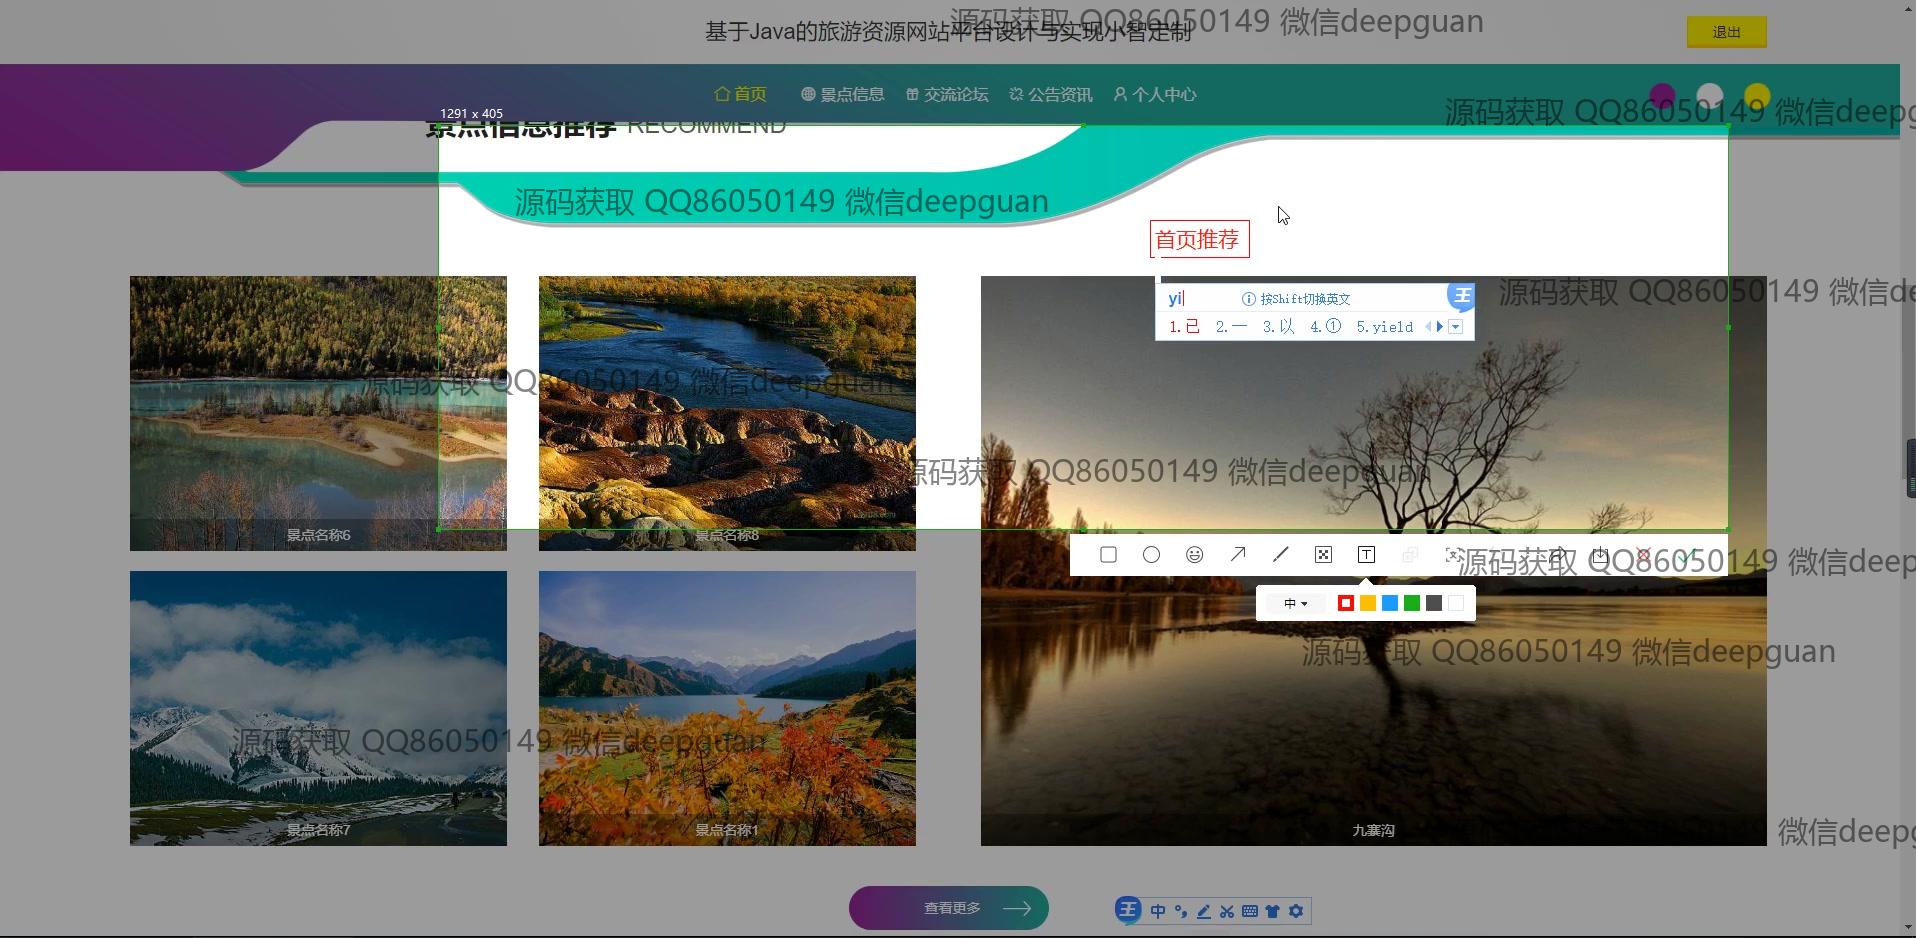 源码获取 QQ86050149 微信deepguan
基于Java的旅游资源网站平台设计与实现小智定制
退出
首页 景点信息 交流论坛 公告资讯 个人中心
源码获取 QQ86050149 微信deepg
1291 x 405
景点信息推荐 RECOMMEND
源码获取 QQ86050149 微信deepguan
首页推荐
yi 按Shift切换英文 王
1.已 2.一 3.以 4.① 5.yield
源码获取 QQ86050149 微信de
源码获取 QQ86050149 微信deepguan
源码获取 QQ86050149 微信deepguan
景点名称6
景点名称8
T
源码获取 QQ86050149 微信deep
中
源码获取 QQ86050149 微信deepguan
源码获取 QQ86050149 微信deepguan
景点名称7
景点名称1
九寨沟
微信deepg
查看更多
王 中